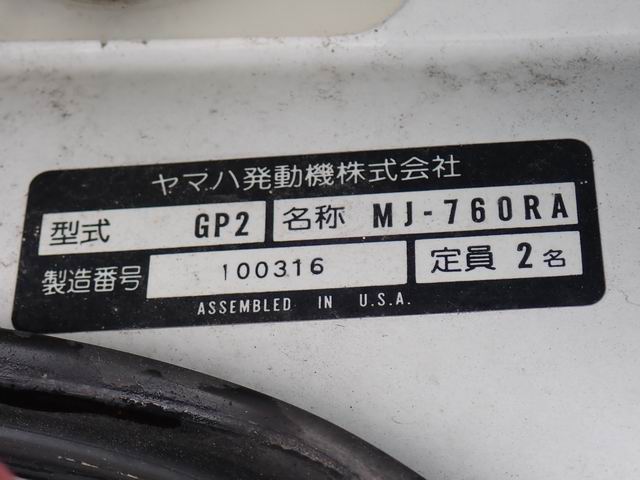 ヤマハ発動機株式会社
型式 GP2 名称 MJ-760RA
製造番号 100316 定員 2名
ASSEMBLED IN U.S.A.